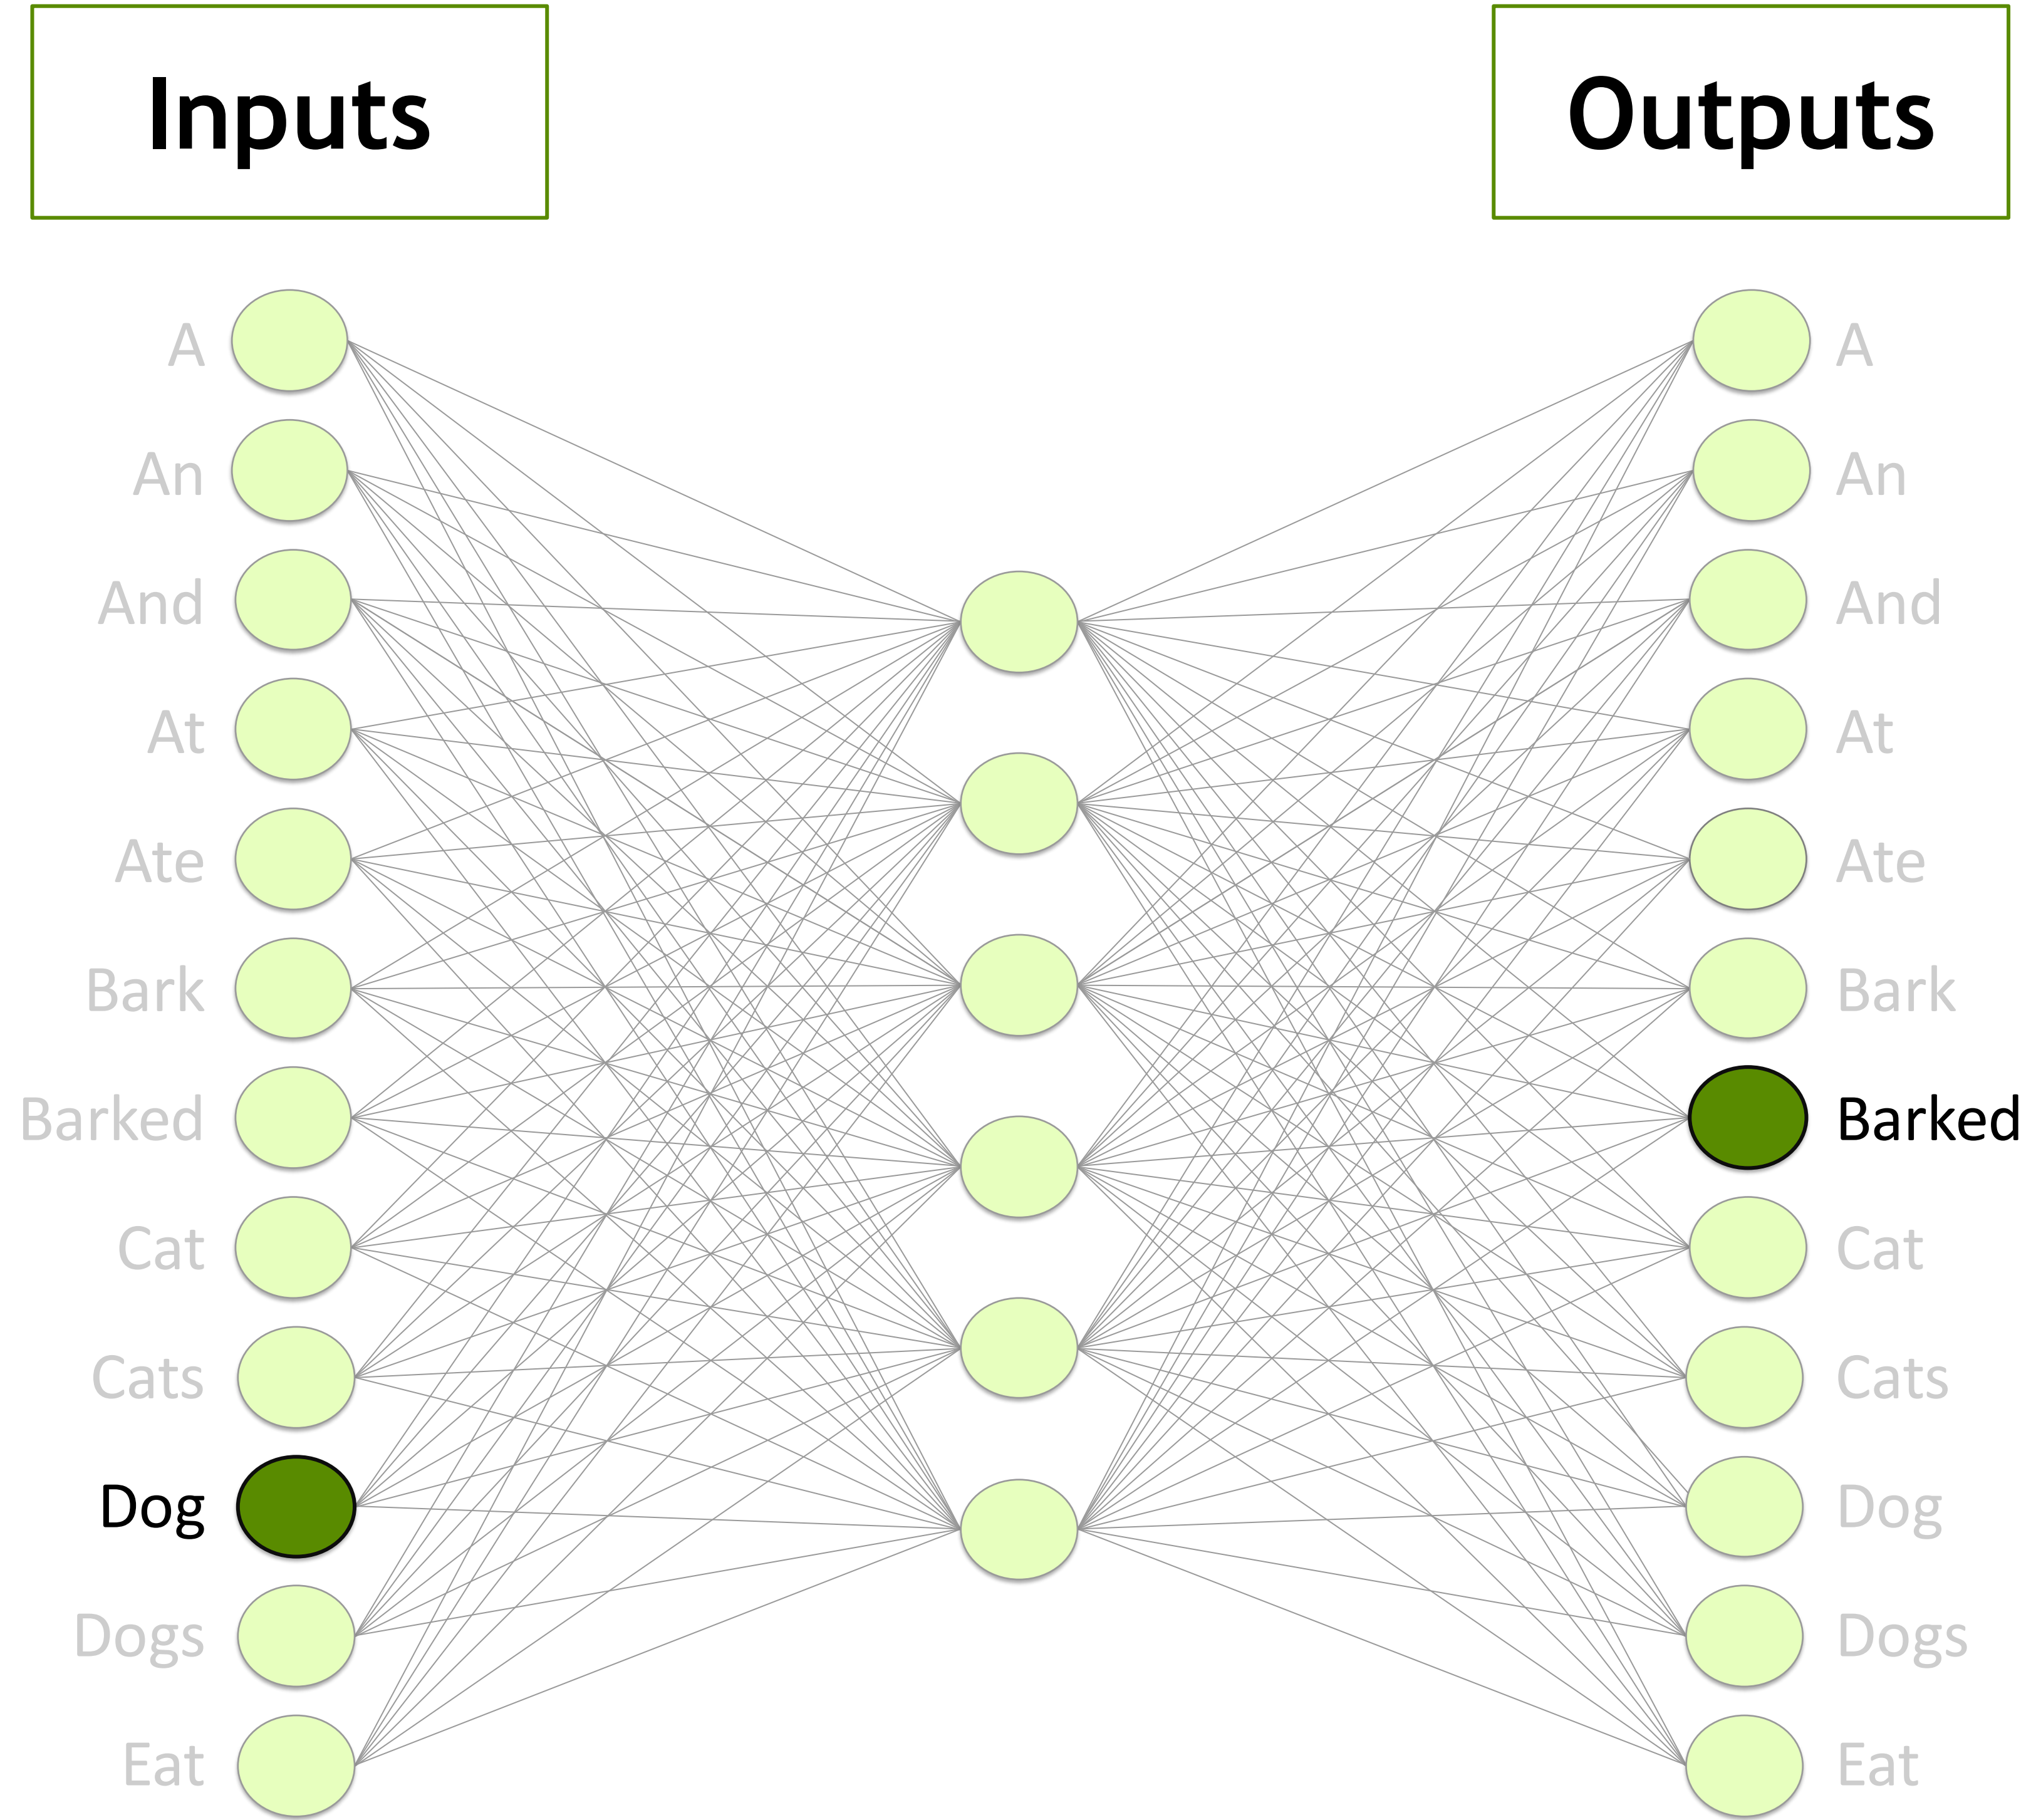 Inputs
Outputs
A
An
And
At
Ate
Bark
Barked
Cat
Cats
Dog
Dogs
Eat
A
An
And
At
Ate
Bark
Barked
Cat
Cats
Dog
Dogs
Eat